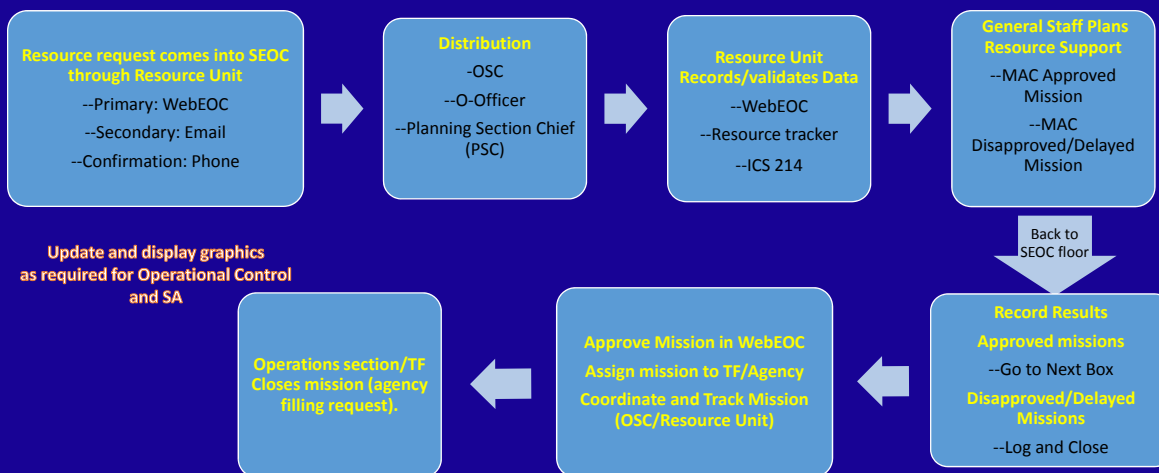 Resource request comes into SEOC
through Resource Unit
--Primary: WebEOC
--Secondary: Email
--Confirmation: Phone
Distribution
-OSC
--O-Officer
--Planning Section Chief
(PSC)
Resource Unit
Records/validates Data
--WebEOC
--Resource tracker
--ICS 214
General Staff Plans
Resource Support
--MAC Approved
Mission
--MAC
Disapproved/Delayed
Mission
Back to
SEOC floor
Record Results
Approved missions
--Go to Next Box
Disapproved/Delayed
Missions
--Log and Close
Approve Mission in WebEOC
Assign mission to TF/Agency
Coordinate and Track Mission
(OSC/Resource Unit)
Operations section/TF
Closes mission (agency
filling request).
Update and display graphics
as required for Operational Control
and SA